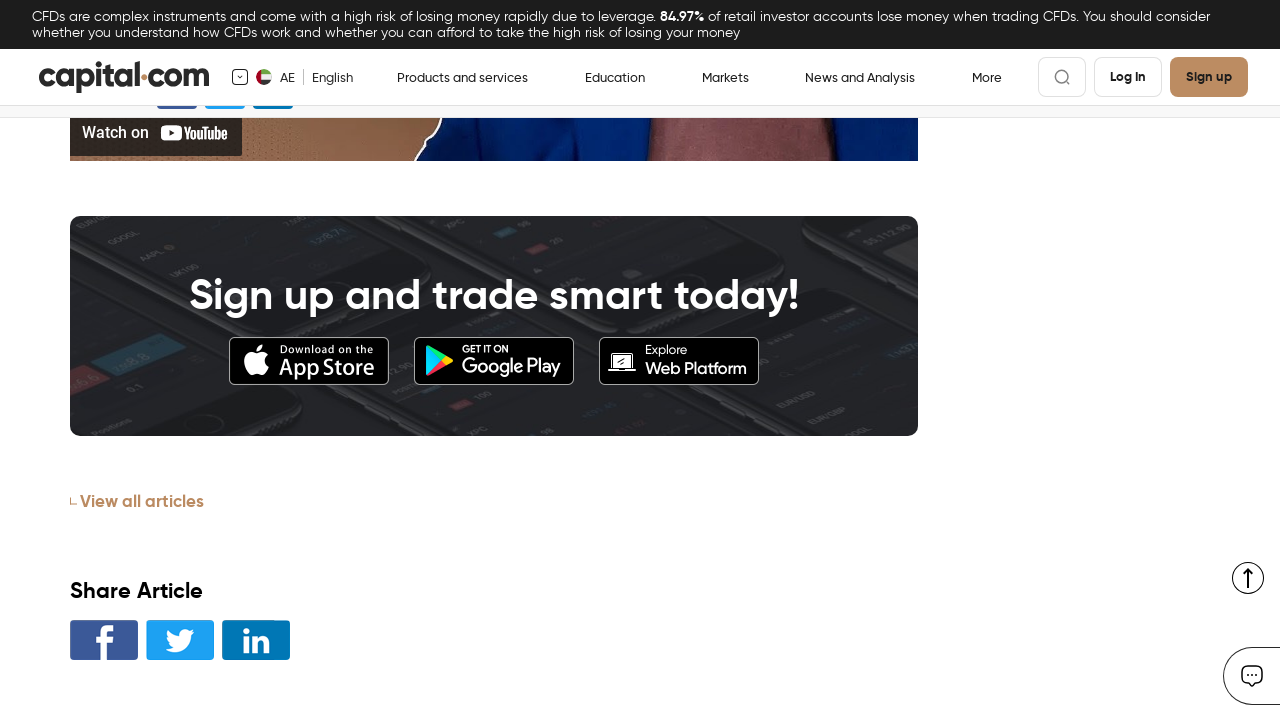 CFDs are complex instruments and come with a high risk of losing money rapidly due to leverage. 84.97% of retail investor accounts lose money when trading CFDs. You should consider
whether you understand how CFDs work and whether you can afford to take the high risk of losing your money
capital.com AE English Products and services Education Markets News and Analysis More Log In Sign up
Watch on YouTube
Sign up and trade smart today!
Download on the App Store
GET IT ON Google Play
Explore Web Platform
View all articles
Share Article